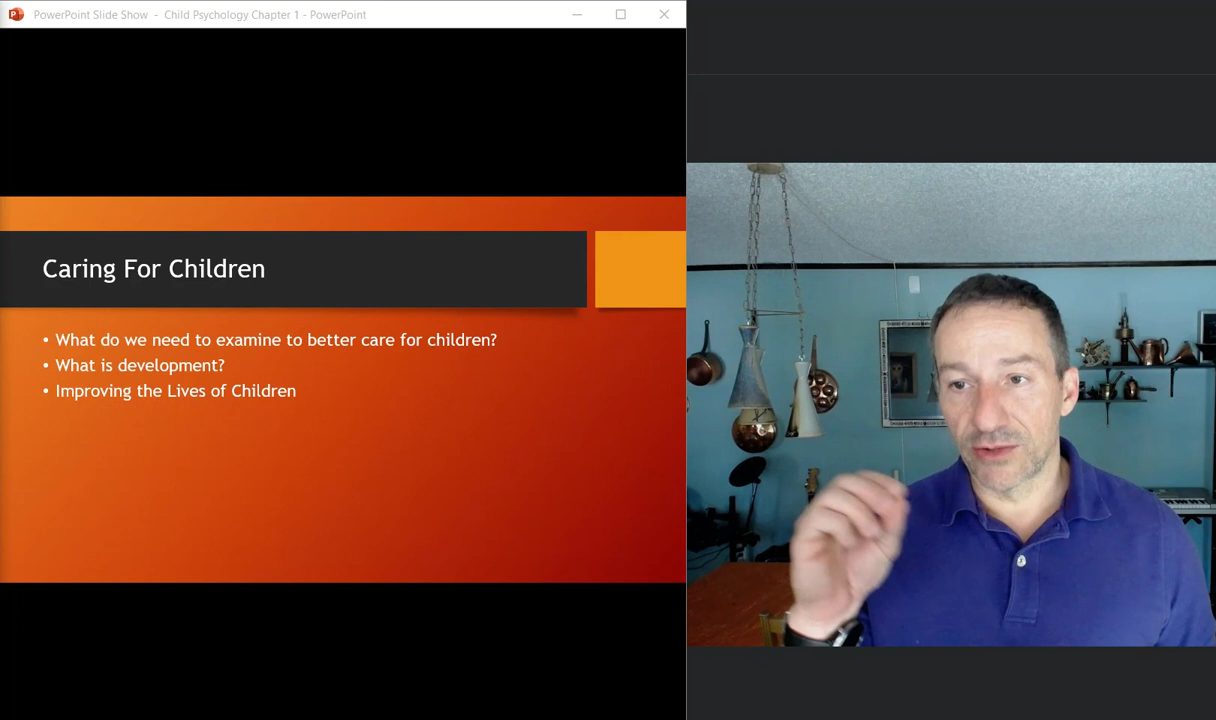 PowerPoint Slide Show - Child Psychology Chapter 1 - PowerPoint
Caring For Children
• What do we need to examine to better care for children?
• What is development?
• Improving the Lives of Children